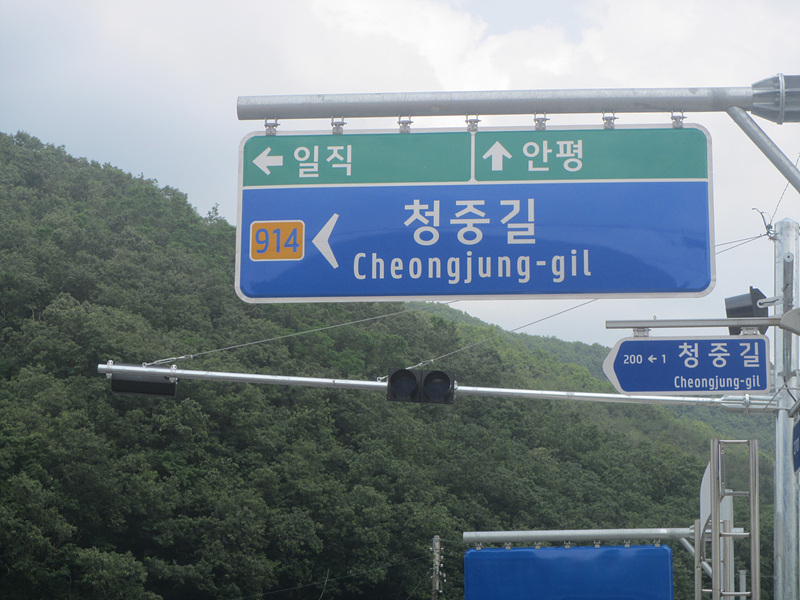 ← 일직 ↑ 안평
914 청중길
Cheongjung-gil
200 ← 1 청중길
Cheongjung-gil